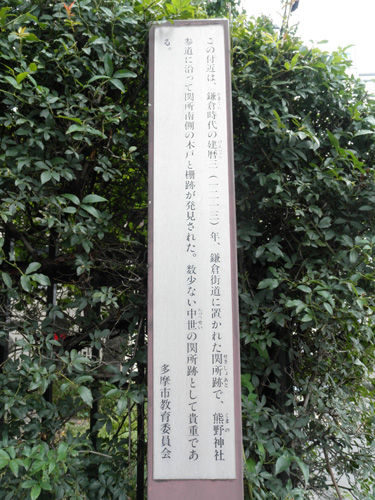 この付近は、鎌倉時代の建暦三（一二一三）年、鎌倉街道に置かれた関所跡で、熊野神社
参道に沿って関所南側の木戸と柵跡が発見された。数少ない中世の関所跡として貴重であ
る。
多摩市教育委員会